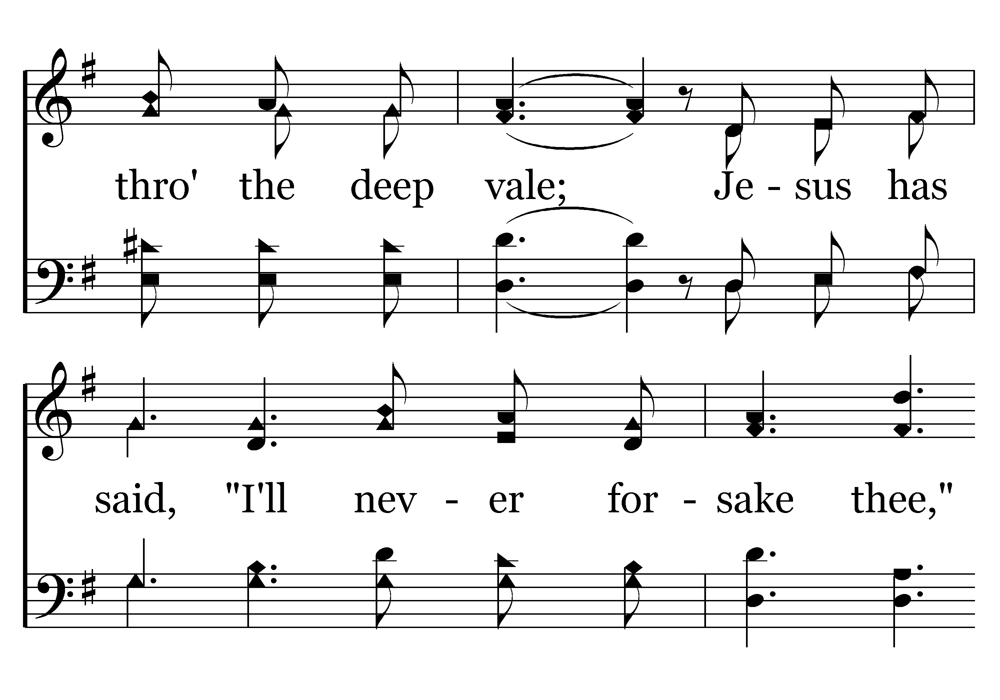 thro' the deep vale; Je - sus has
said, "I'll nev - er for - sake thee,"